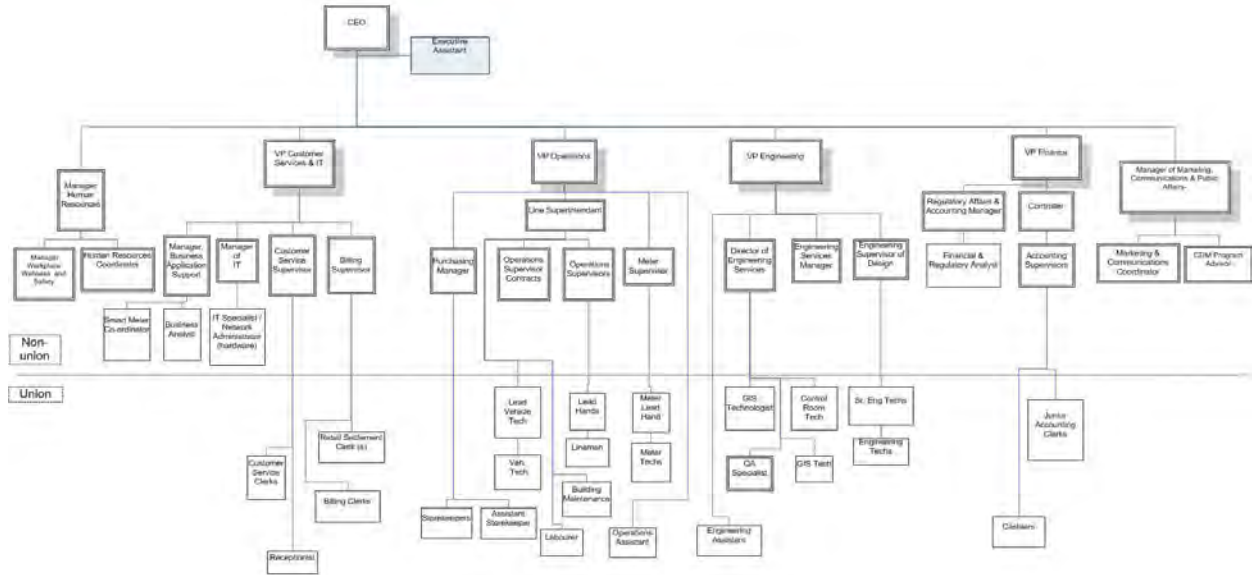 CEO
Executive
Assistant
VP Customer
Services & IT
VP Operations
VP Engineering
VP Finance
Manager of Marketing,
Communications & Public
Affairs-
Manager
Human
Resources
Line Superintendent
Regulatory Affairs &
Accounting Manager
Controller
Manager
Workplace
Wellness and
Safety
Human Resources
Coordinator
Manager,
Business
Application
Support
Manager
of
IT
Customer
Service
Supervisor
Billing
Supervisor
Purchasing
Manager
Operations
Supervisor
Contracts
Operations
Supervisors
Meter
Supervisor
Director of
Engineering
Services
Engineering
Services
Manager
Engineering
Supervisor of
Design
Financial &
Regulatory Analyst
Accounting
Supervisors
Marketing &
Communications
Coordinator
CDM Program
Advisor
Smart Meter
Co-ordinator
Business
Analyst
IT Specialist /
Network
Administrator
(hardware)
Non-
union
Union
Lead
Vehicle
Tech
Lead
Hands
Meter
Lead
Hand
GIS
Technologist
Control
Room
Tech
Sr. Eng Techs
Junior
Accounting
Clerks
Retail Settlement
Clerk (s)
Lineman
Meter
Techs
Engineering
Techs
Customer
Service
Clerks
Veh.
Tech
QA
Specialist
GIS Tech
Billing Clerks
Building
Maintenance
Storekeepers
Assistant
Storekeeper
Labourer
Operations
Assistant
Engineering
Assistant
Cashiers
Receptionist